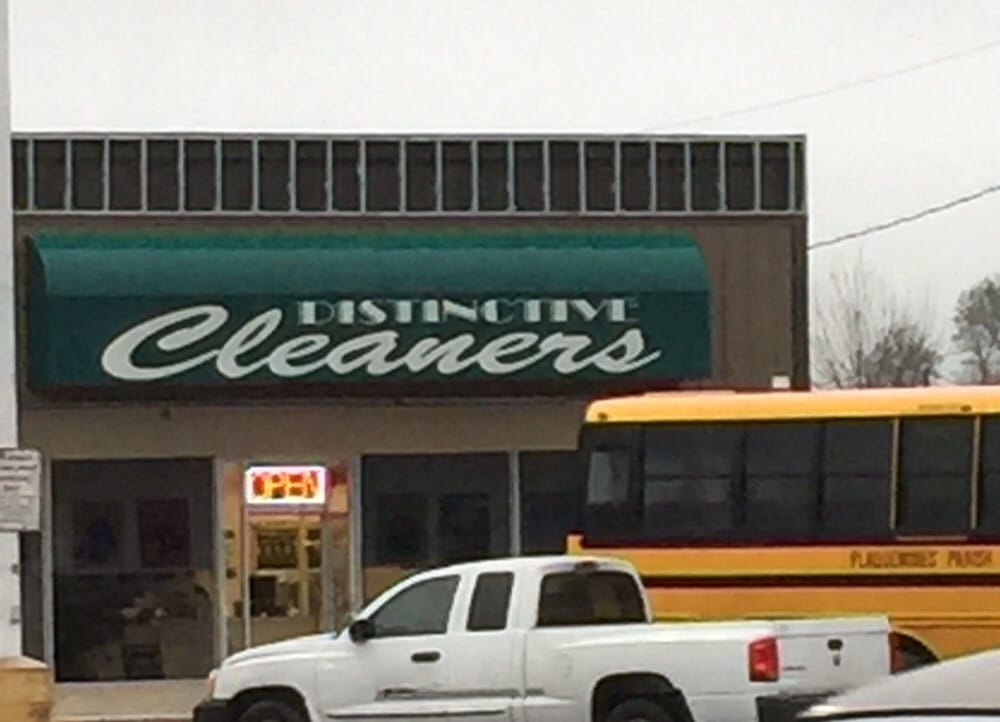 DISTINCTIVE
Cleaners
OPEN
PLAQUEMINES PARISH